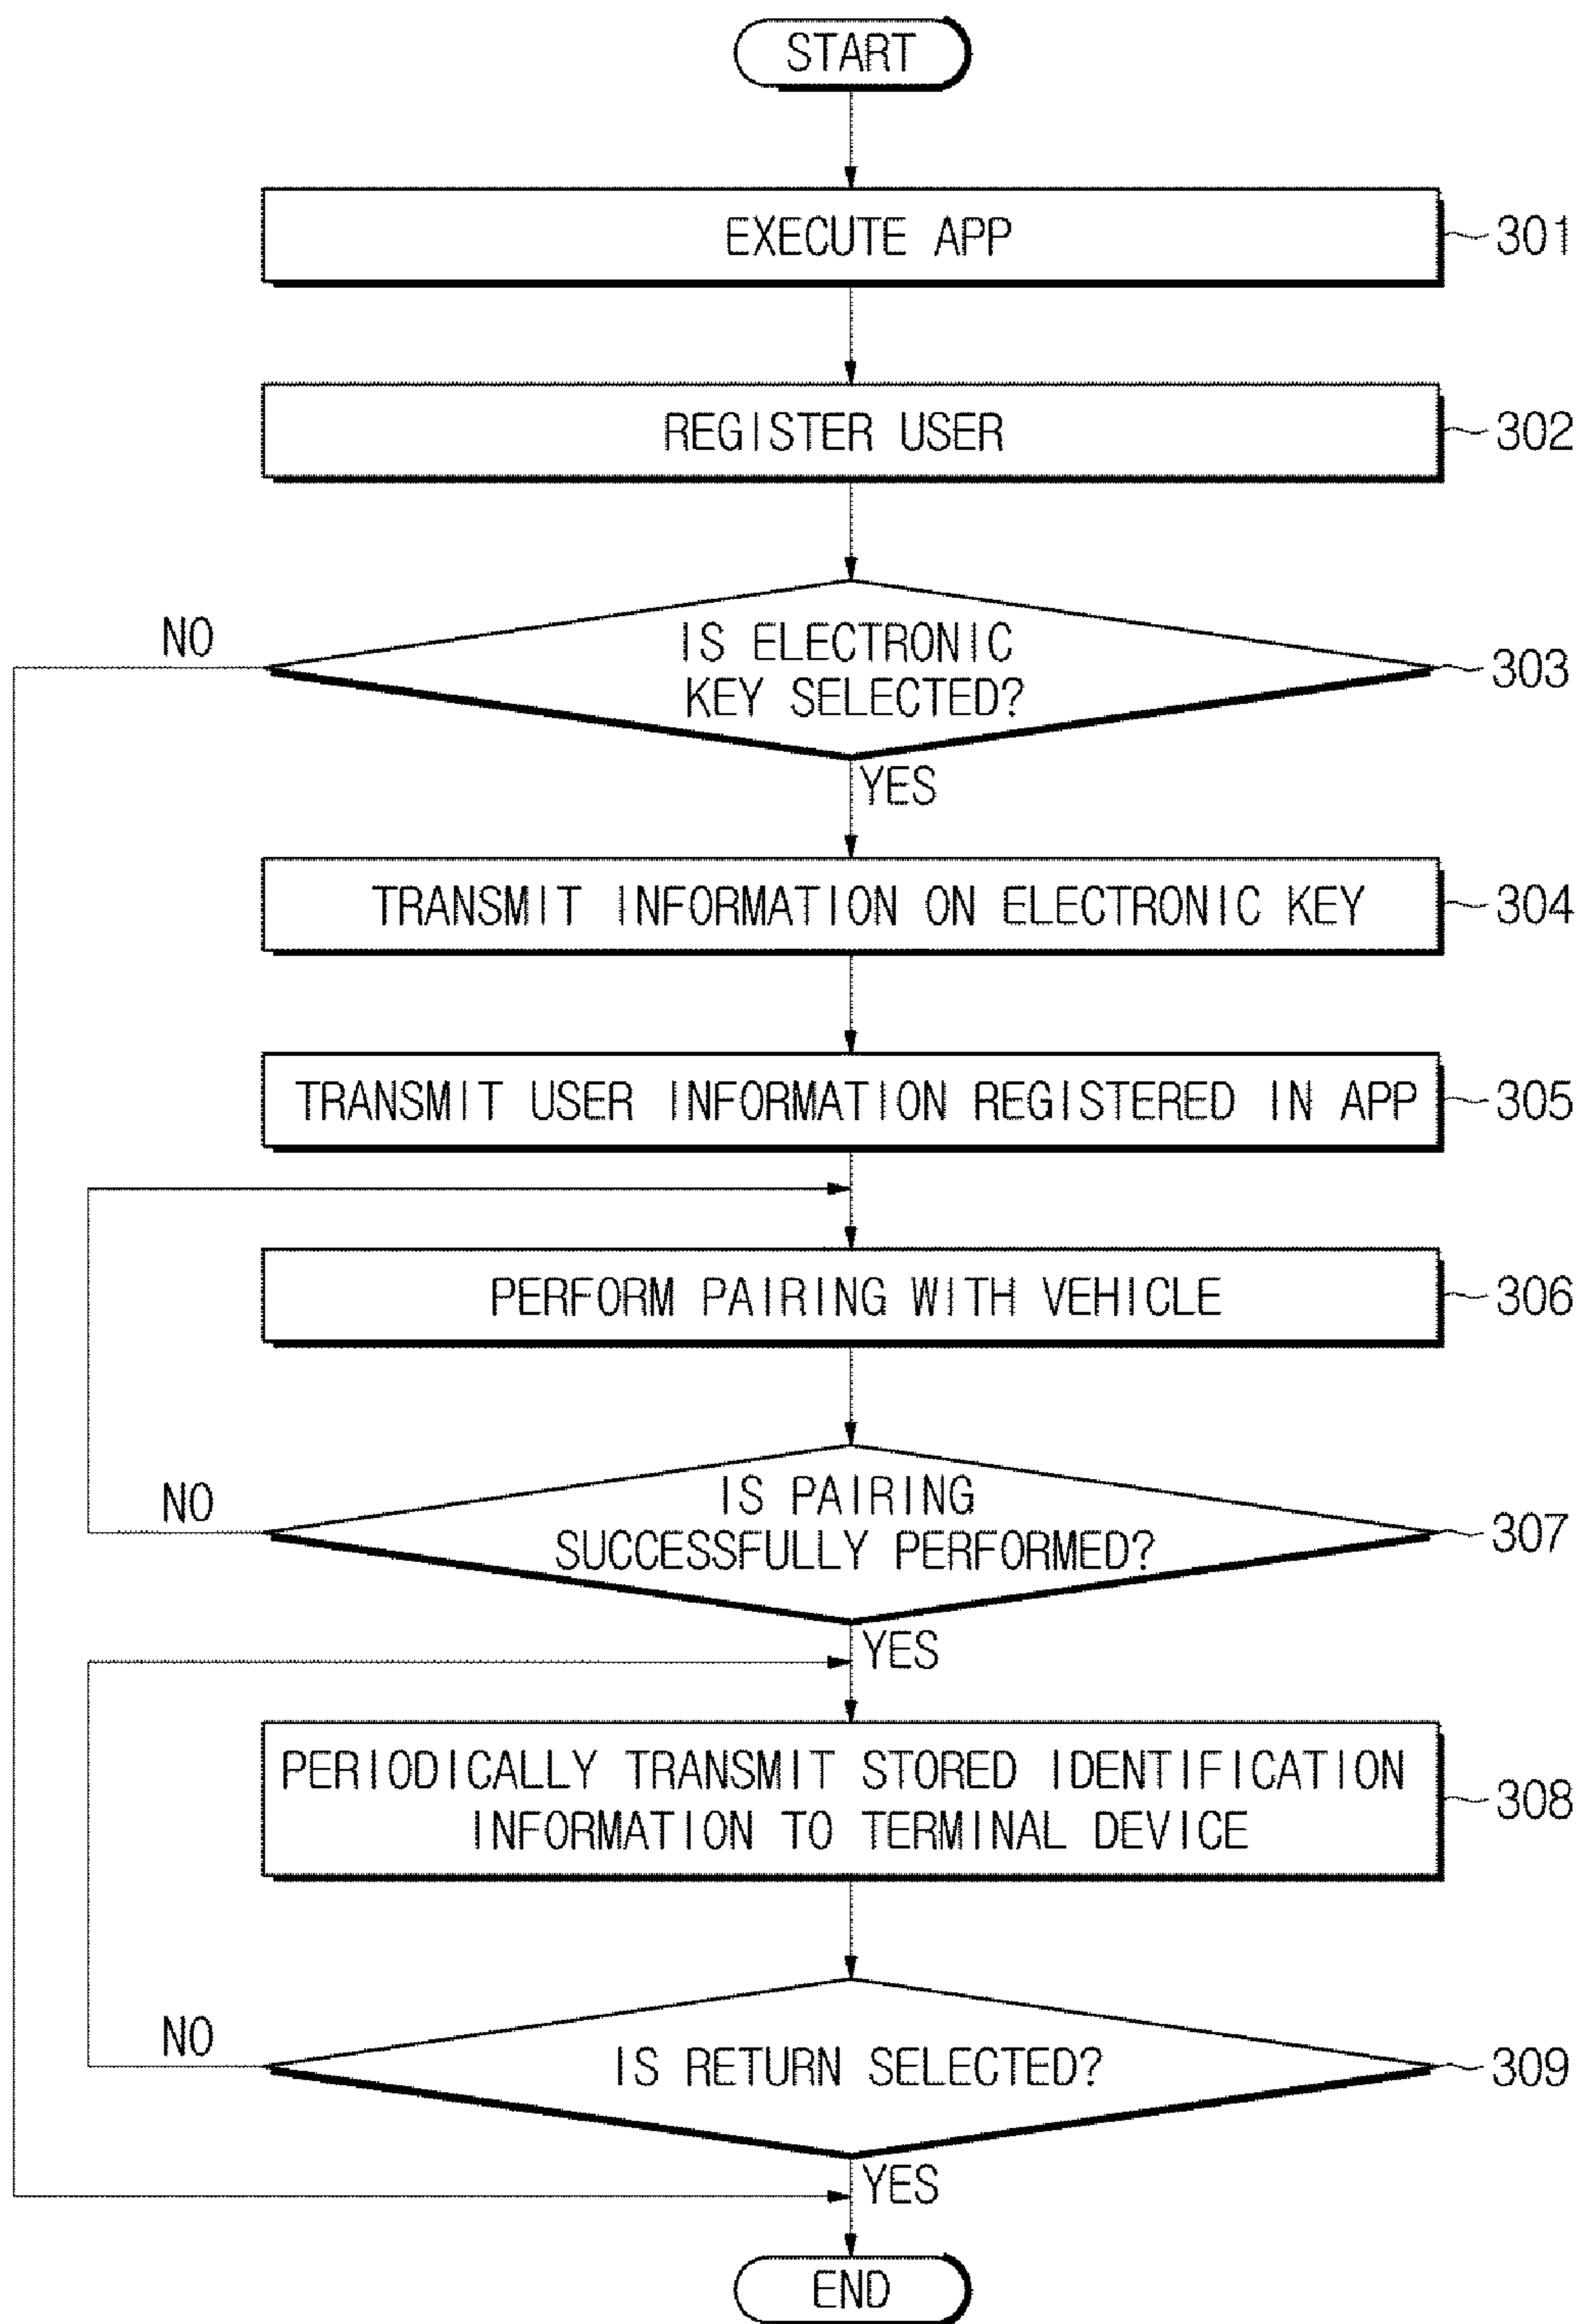 START
EXECUTE APP
301
REGISTER USER
302
NO
IS ELECTRONIC
KEY SELECTED?
303
YES
TRANSMIT INFORMATION ON ELECTRONIC KEY
304
TRANSMIT USER INFORMATION REGISTERED IN APP
305
PERFORM PAIRING WITH VEHICLE
306
NO
IS PAIRING
SUCCESSFULLY PERFORMED?
307
YES
PERIODICALLY TRANSMIT STORED IDENTIFICATION
INFORMATION TO TERMINAL DEVICE
308
NO
IS RETURN SELECTED?
309
YES
END